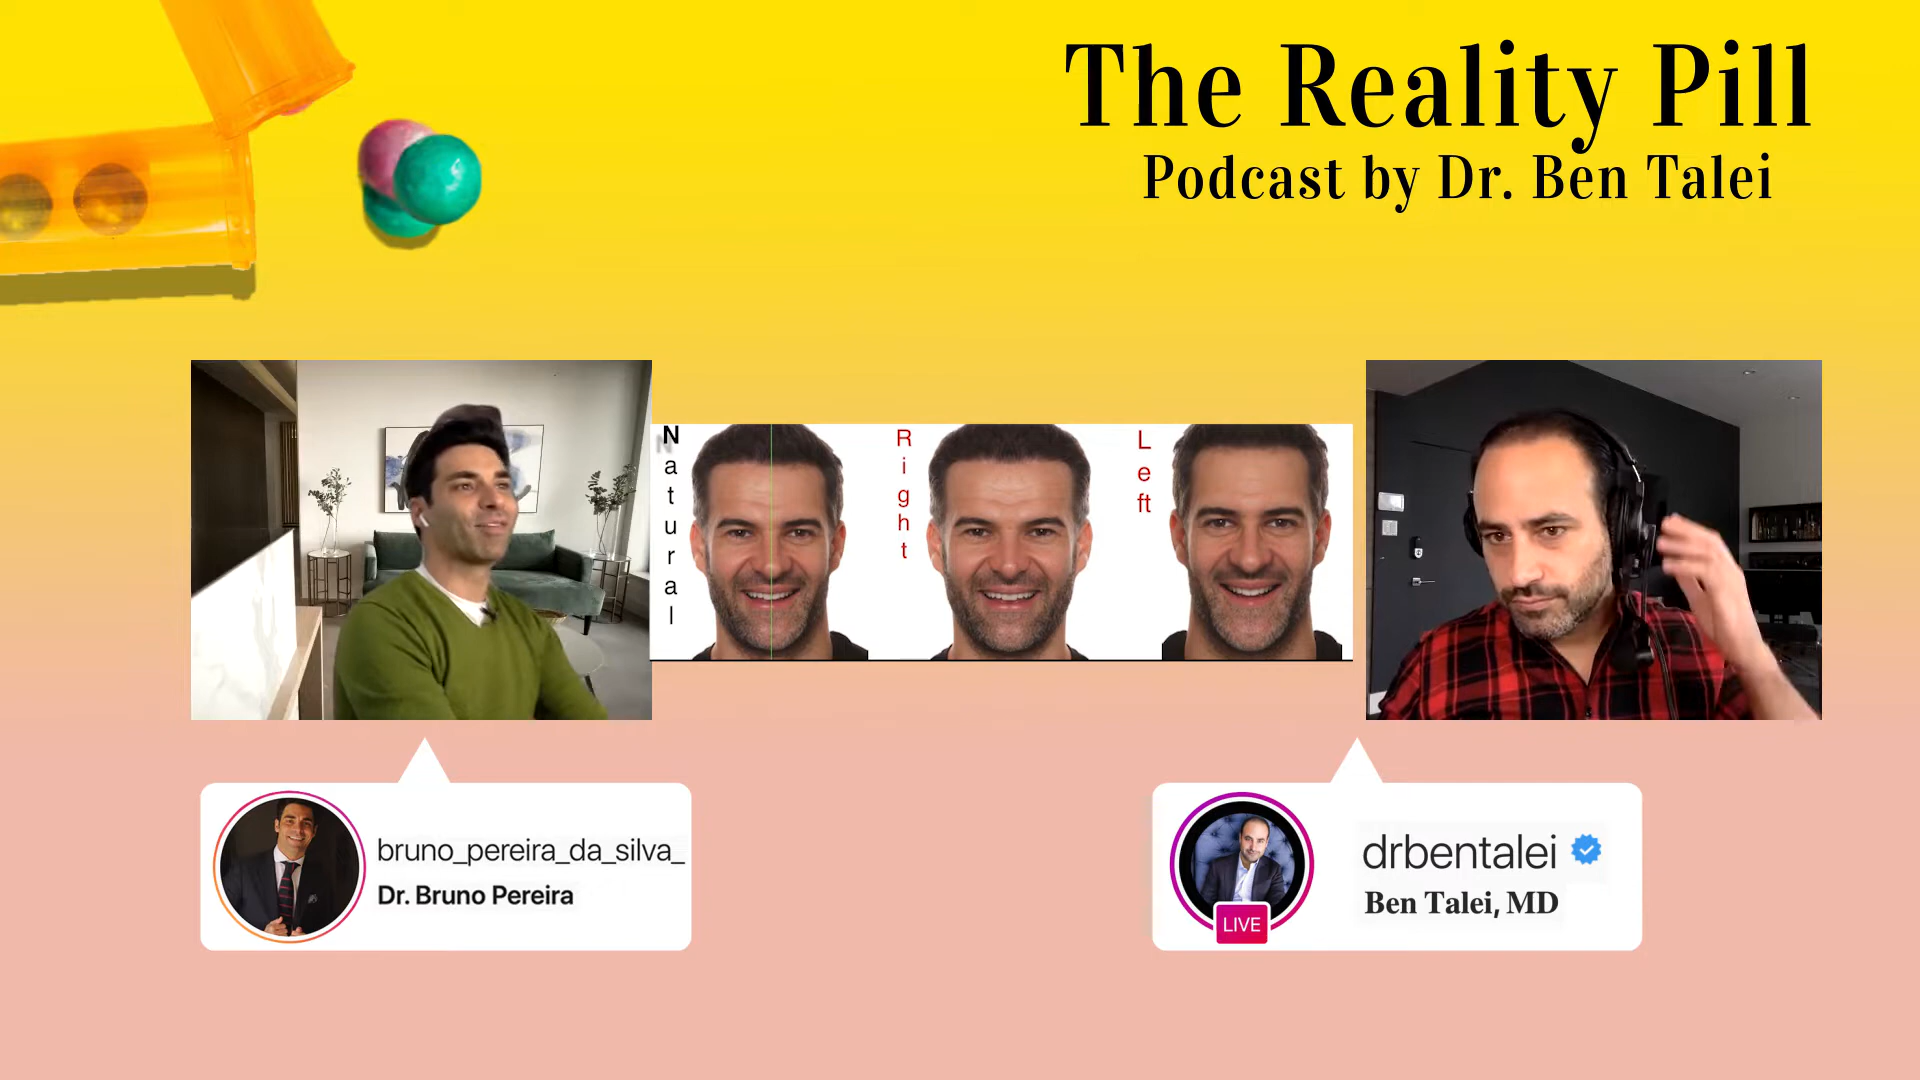 The Reality Pill
Podcast by Dr. Ben Talei
Natural
Right
Left
bruno_pereira_da_silva_
Dr. Bruno Pereira
drbentalei
Ben Talei, MD
LIVE